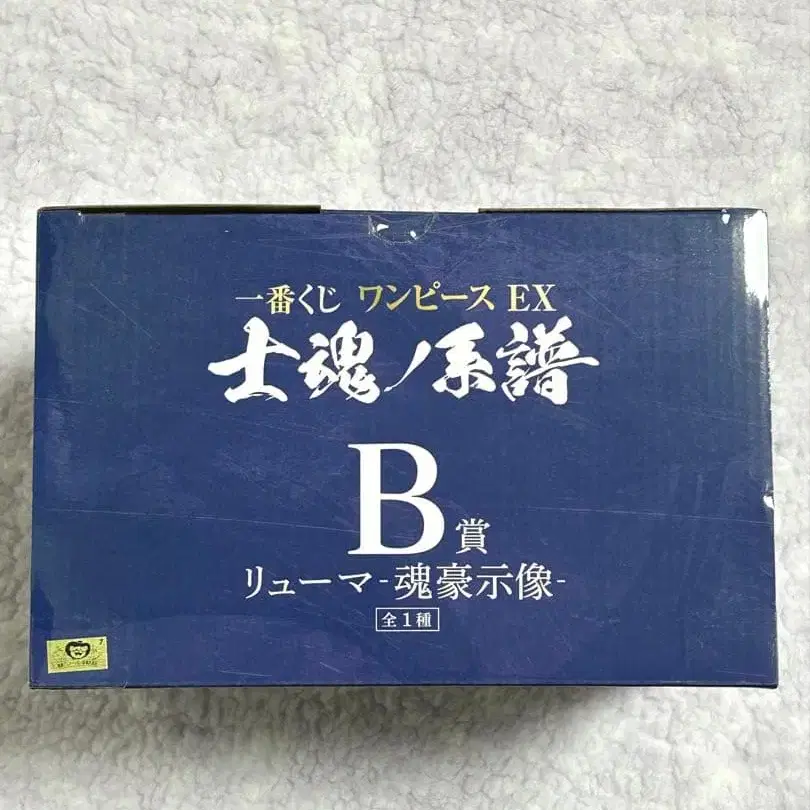 一番くじ ワンピース EX
士魂ノ系譜
B賞
リューマ-魂豪示像-
全1種